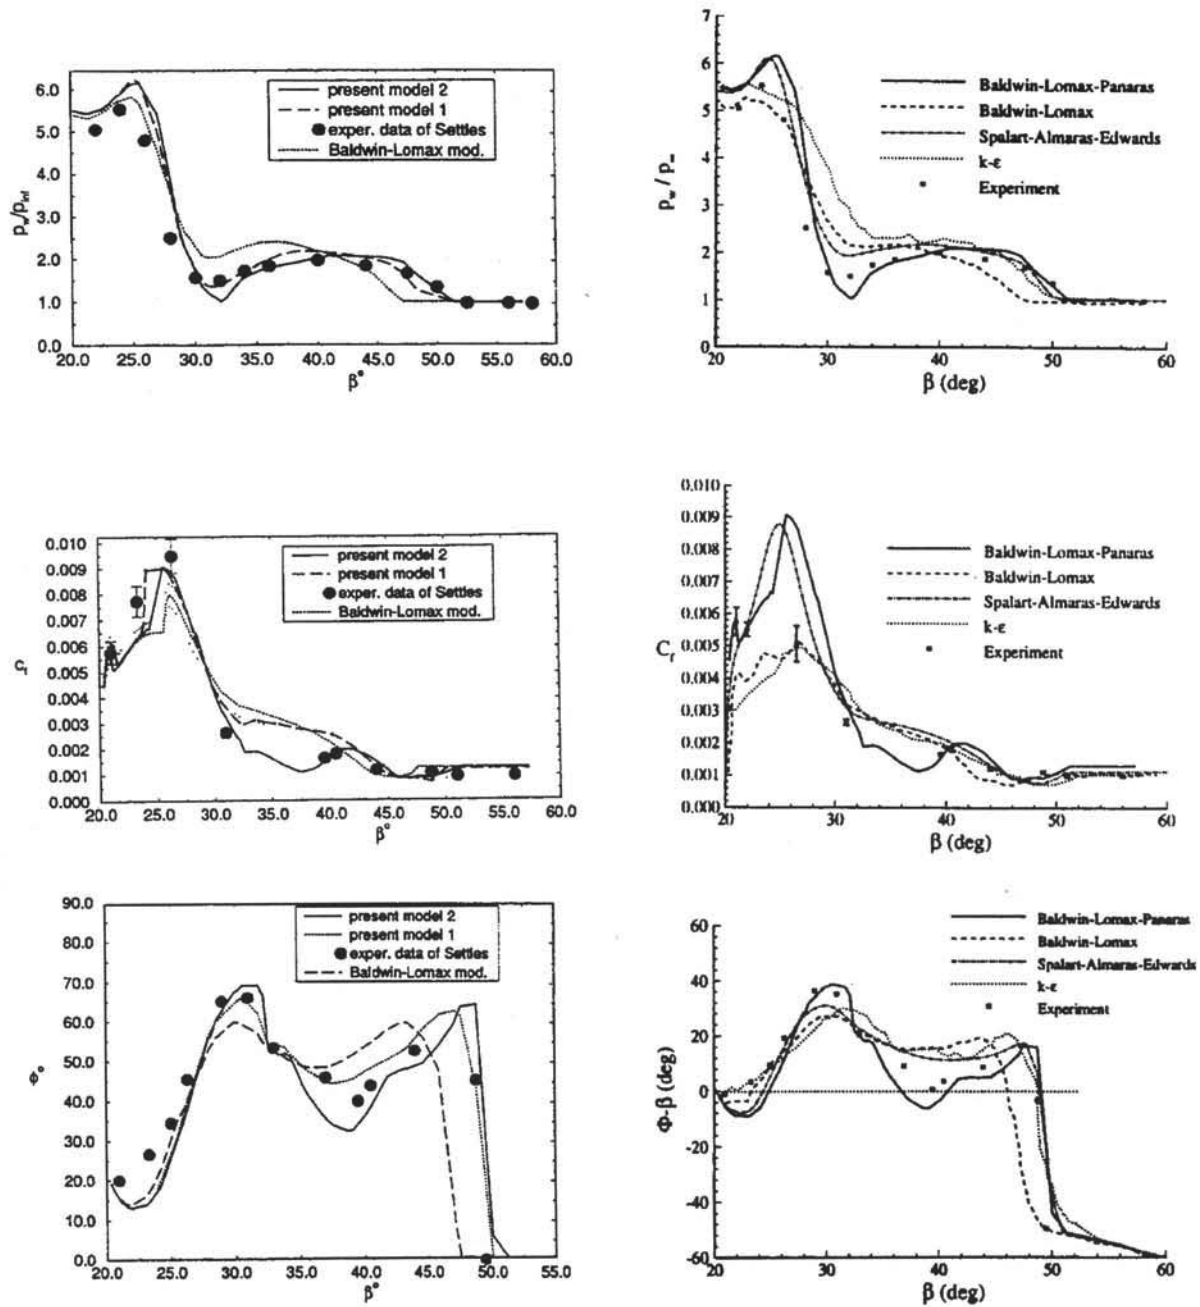 6.0
5.0
4.0
3.0
2.0
1.0
0.0
p_w/p_inf
present model 2
present model 1
exper. data of Settles
Baldwin-Lomax mod.
20.0 25.0 30.0 35.0 40.0 45.0 50.0 55.0 60.0
β°
7
6
5
4
3
2
1
0
p_w / p_∞
Baldwin-Lomax-Panaras
Baldwin-Lomax
Spalart-Almaras-Edwards
k-ε
Experiment
20 30 40 50 60
β (deg)
0.010
0.009
0.008
0.007
0.006
0.005
0.004
0.003
0.002
0.001
0.000
c_f
present model 2
present model 1
exper. data of Settles
Baldwin-Lomax mod.
20.0 25.0 30.0 35.0 40.0 45.0 50.0 55.0 60.0
β°
0.010
0.009
0.008
0.007
0.006
0.005
0.004
0.003
0.002
0.001
0.000
C_f
Baldwin-Lomax-Panaras
Baldwin-Lomax
Spalart-Almaras-Edwards
k-ε
Experiment
20 30 40 50 60
β (deg)
90.0
80.0
70.0
60.0
50.0
40.0
30.0
20.0
10.0
0.0
φ°
present model 2
present model 1
exper. data of Settles
Baldwin-Lomax mod.
20.0 25.0 30.0 35.0 40.0 45.0 50.0 55.0
β°
60
40
20
0
-20
-40
-60
Φ-β (deg)
Baldwin-Lomax-Panaras
Baldwin-Lomax
Spalart-Almaras-Edwards
k-ε
Experiment
20 30 40 50 60
β (deg)